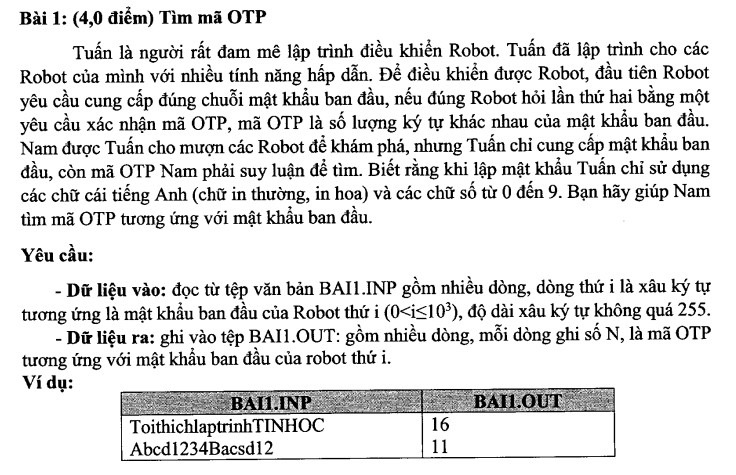 Bài 1: (4,0 điểm) Tìm mã OTP
Tuấn là người rất đam mê lập trình điều khiển Robot. Tuấn đã lập trình cho các
Robot của mình với nhiều tính năng hấp dẫn. Để điều khiển được Robot, đầu tiên Robot
yêu cầu cung cấp đúng chuỗi mật khẩu ban đầu, nếu đúng Robot hỏi lần thứ hai bằng một
yêu cầu xác nhận mã OTP, mã OTP là số lượng ký tự khác nhau của mật khẩu ban đầu.
Nam được Tuấn cho mượn các Robot để khám phá, nhưng Tuấn chỉ cung cấp mật khẩu ban
đầu, còn mã OTP Nam phải suy luận để tìm. Biết rằng khi lập mật khẩu Tuấn chỉ sử dụng
các chữ cái tiếng Anh (chữ in thường, in hoa) và các chữ số từ 0 đến 9. Bạn hãy giúp Nam
tìm mã OTP tương ứng với mật khẩu ban đầu.
Yêu cầu:
- Dữ liệu vào: đọc từ tệp văn bản BAI1.INP gồm nhiều dòng, dòng thứ i là xâu ký tự
tương ứng là mật khẩu ban đầu của Robot thứ i (0<i≤10³), độ dài xâu ký tự không quá 255.
- Dữ liệu ra: ghi vào tệp BAI1.OUT: gồm nhiều dòng, mỗi dòng ghi số N, là mã OTP
tương ứng với mật khẩu ban đầu của robot thứ i.
Ví dụ:
BAI1.INP BAI1.OUT
ToithichlaptrinhTINHOC 16
Abcd1234Bacsd12 11